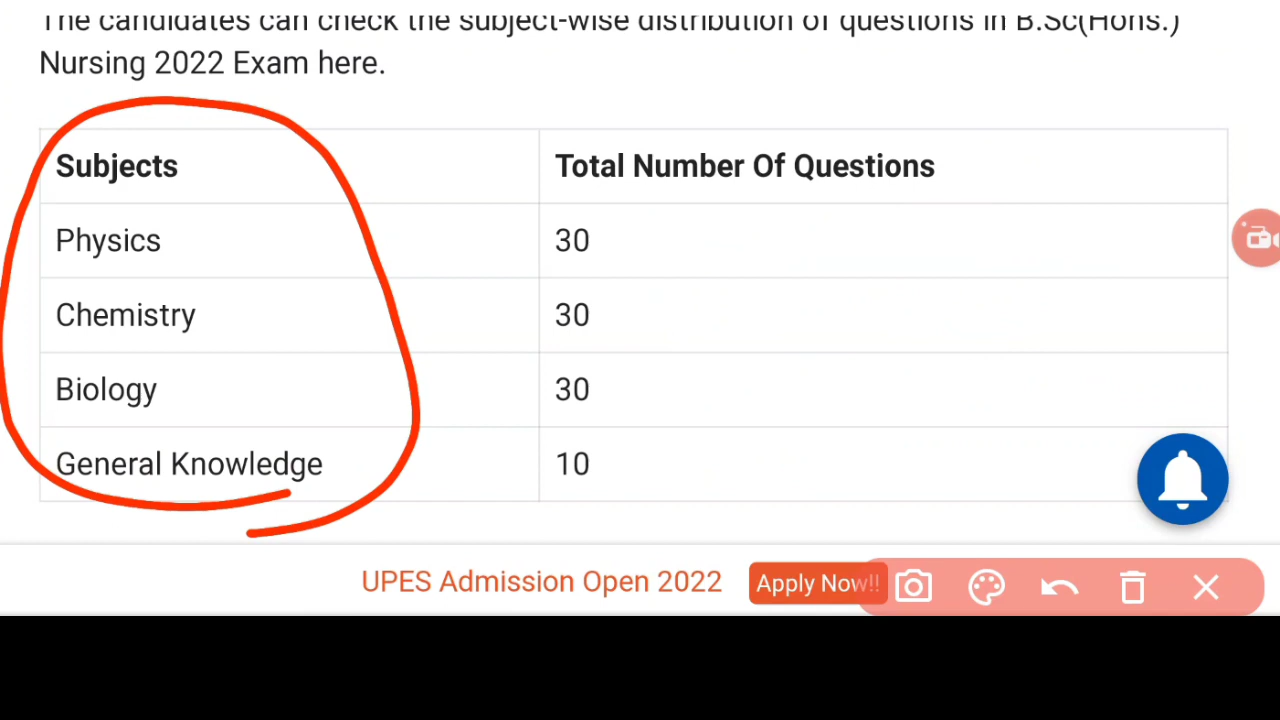 The candidates can check the subject-wise distribution of questions in B.Sc(Hons.)
Nursing 2022 Exam here.
Subjects Total Number Of Questions
Physics 30
Chemistry 30
Biology 30
General Knowledge 10
UPES Admission Open 2022 Apply Now!!